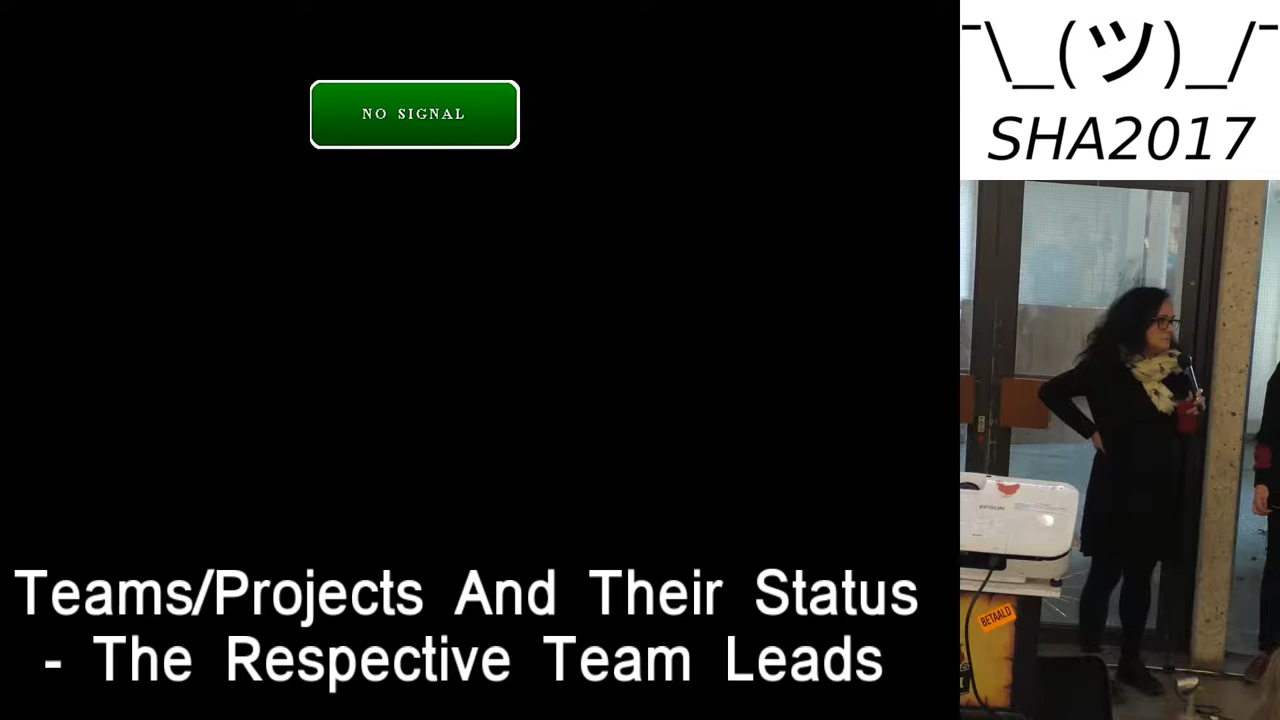 NO SIGNAL
Teams/Projects And Their Status
- The Respective Team Leads
¯\_(ツ)_/¯
SHA2017
EPSON
BETAALD